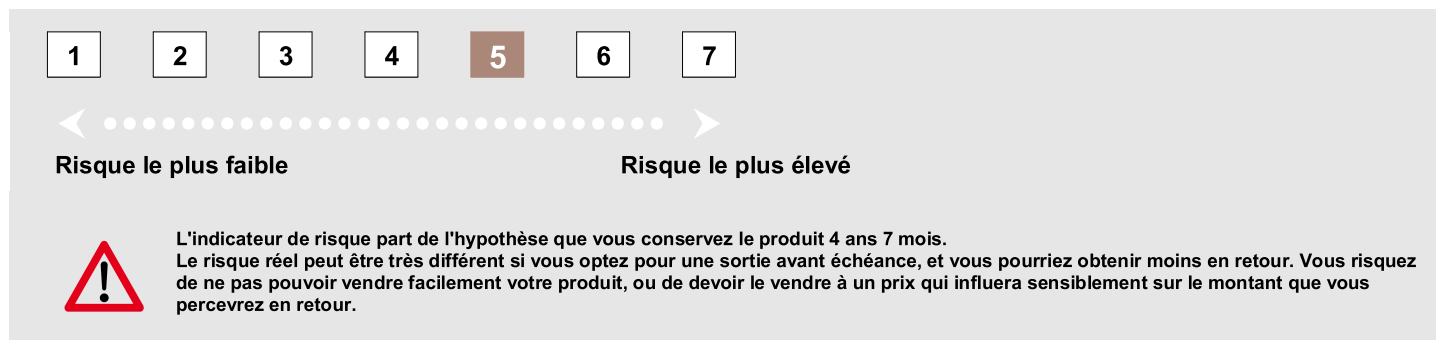 1 2 3 4 5 6 7
Risque le plus faible Risque le plus élevé
L'indicateur de risque part de l'hypothèse que vous conservez le produit 4 ans 7 mois.
Le risque réel peut être très différent si vous optez pour une sortie avant échéance, et vous pourriez obtenir moins en retour. Vous risquez
de ne pas pouvoir vendre facilement votre produit, ou de devoir le vendre à un prix qui influera sensiblement sur le montant que vous
percevrez en retour.